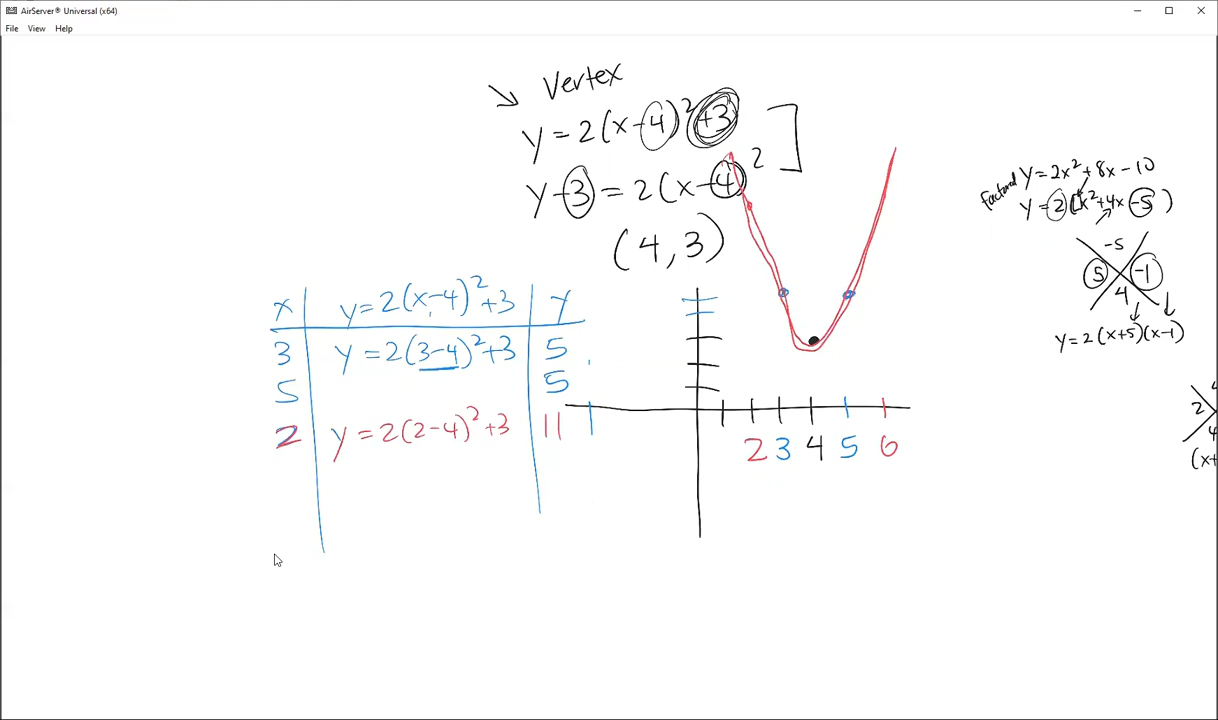 AirServer® Universal (x64)
File View Help
Vertex
y = 2(x-4)² +3
y-3 = 2(x-4)²
(4,3)
x y=2(x-4)²+3 y
3 y=2(3-4)²+3 5
5 5
2 y=2(2-4)²+3 11
2 3 4 5 6
Factored y=2x²+8x-10
y=2(x²+4x-5)
-5
5 -1
4
y=2(x+5)(x-1)
2
4
(x+